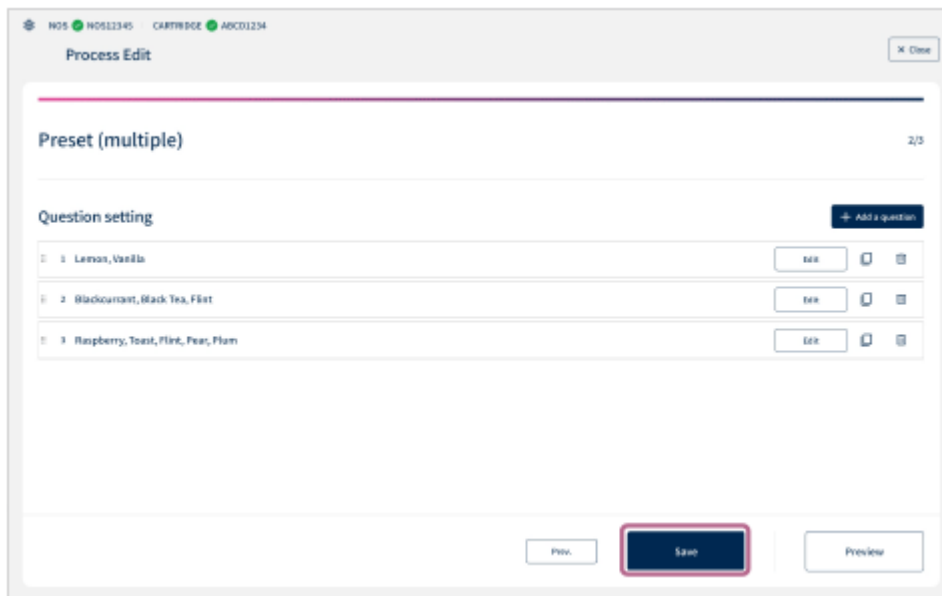 NOS NOS12345 CARTRIDGE ABCD1234
Process Edit
× Close
Preset (multiple)
2/3
Question setting
+ Add a question
1 Lemon, Vanilla
Edit
2 Blackcurrant, Black Tea, Flint
Edit
3 Raspberry, Toast, Flint, Pear, Plum
Edit
Prev.
Save
Preview